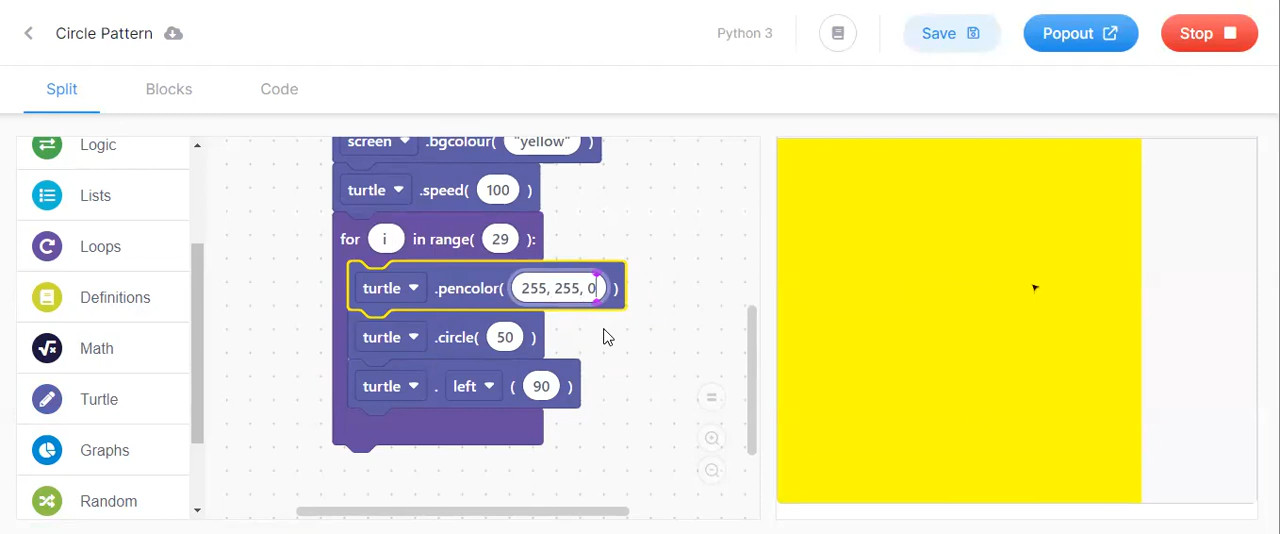 Circle Pattern
Python 3
Save
Popout
Stop
Split
Blocks
Code
Logic
Lists
Loops
Definitions
Math
Turtle
Graphs
Random
screen .bgcolour( "yellow" )
turtle .speed( 100 )
for i in range( 29 ):
turtle .pencolor( 255, 255, 0 )
turtle .circle( 50 )
turtle . left ( 90 )